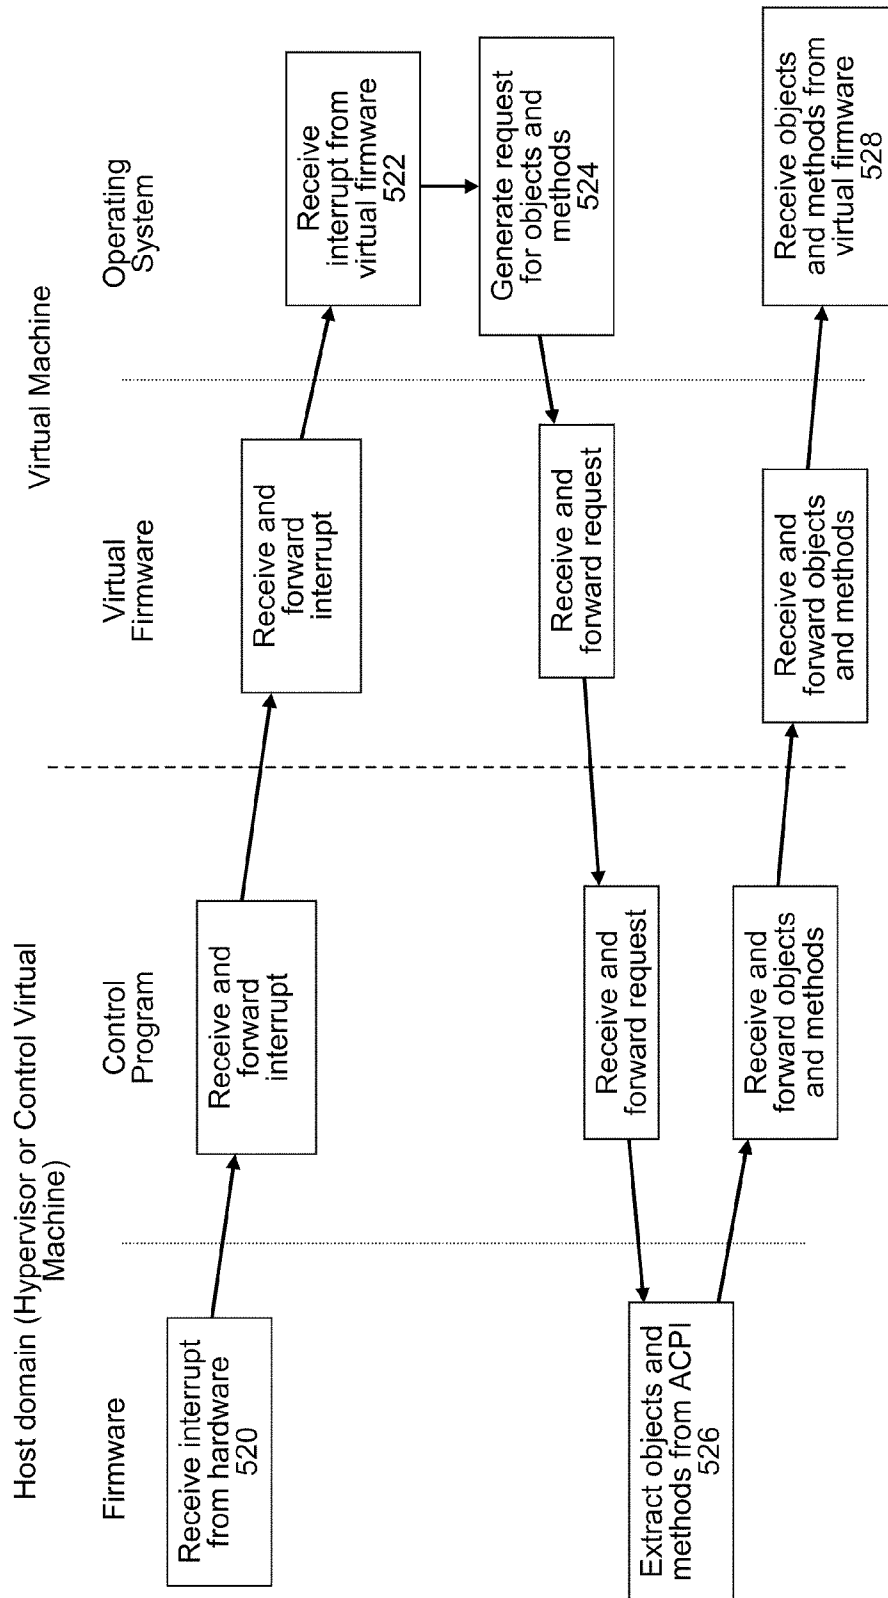 Host domain (Hypervisor or Control Virtual
Machine)
Virtual Machine
Firmware
Control
Program
Virtual
Firmware
Operating
System
Receive interrupt
from hardware
520
Receive and
forward
interrupt
Receive and
forward
interrupt
Receive
interrupt from
virtual firmware
522
Generate request
for objects and
methods
524
Receive and
forward request
Receive and
forward request
Extract objects and
methods from ACPI
526
Receive and
forward objects
and methods
Receive and
forward objects
and methods
Receive objects
and methods from
virtual firmware
528